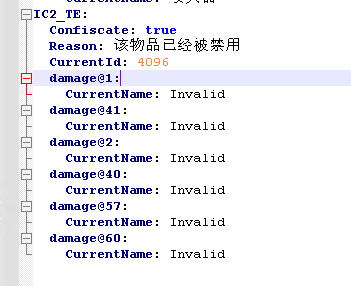 IC2_TE:
Confiscate: true
Reason: 该物品已经被禁用
CurrentId: 4096
damage@1:
CurrentName: Invalid
damage@41:
CurrentName: Invalid
damage@2:
CurrentName: Invalid
damage@40:
CurrentName: Invalid
damage@57:
CurrentName: Invalid
damage@60:
CurrentName: Invalid